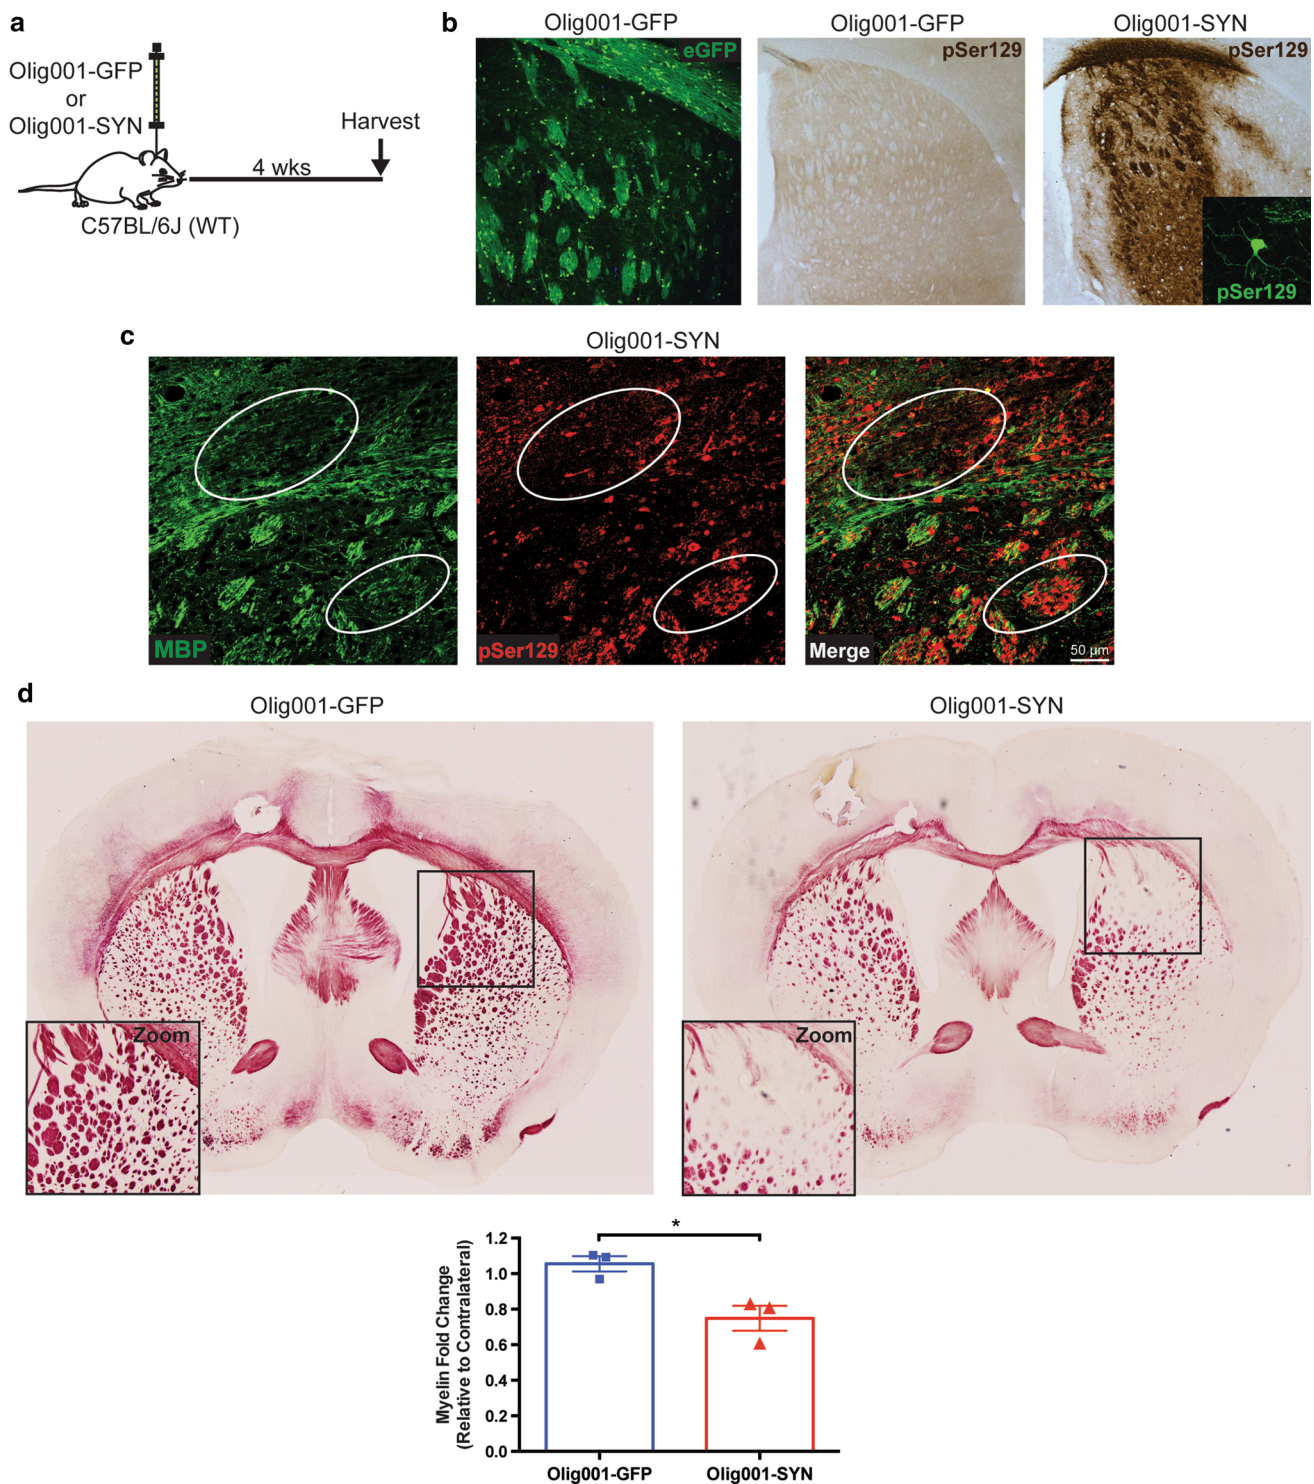 a
Olig001-GFP
or
Olig001-SYN
4 wks
Harvest
C57BL/6J (WT)
b
Olig001-GFP
eGFP
Olig001-GFP
pSer129
Olig001-SYN
pSer129
pSer129
c
Olig001-SYN
MBP
pSer129
Merge
50 µm
d
Olig001-GFP
Zoom
Olig001-SYN
Zoom
Myelin Fold Change
(Relative to Contralateral)
1.2
1.0
0.8
0.6
0.4
0.2
0.0
*
Olig001-GFP
Olig001-SYN